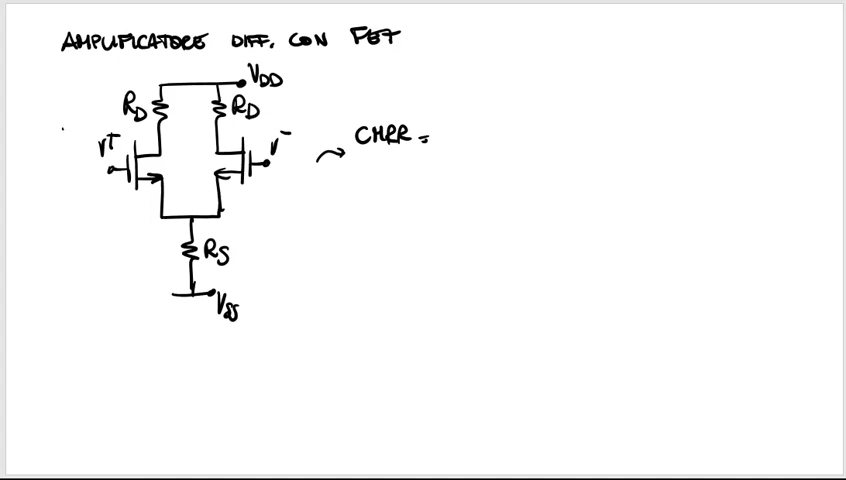 AMPLIFICATORE DIFF. CON FET
VDD
RD
RD
V+
V-
CMRR =
RS
VSS